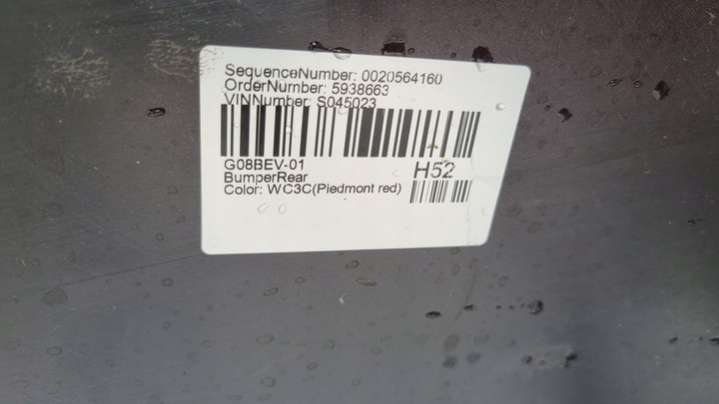 SequenceNumber: 0020564160
OrderNumber: 5938663
VINNumber: S045023
G08BEV-01
H52
BumperRear
Color: WC3C(Piedmont red)